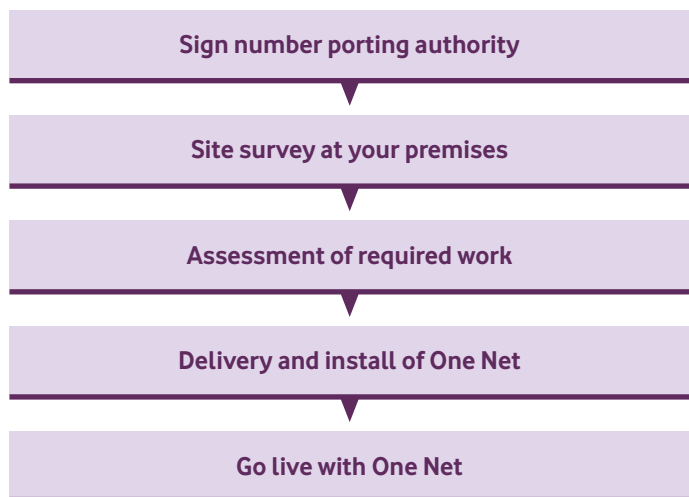 Sign number porting authority
Site survey at your premises
Assessment of required work
Delivery and install of One Net
Go live with One Net